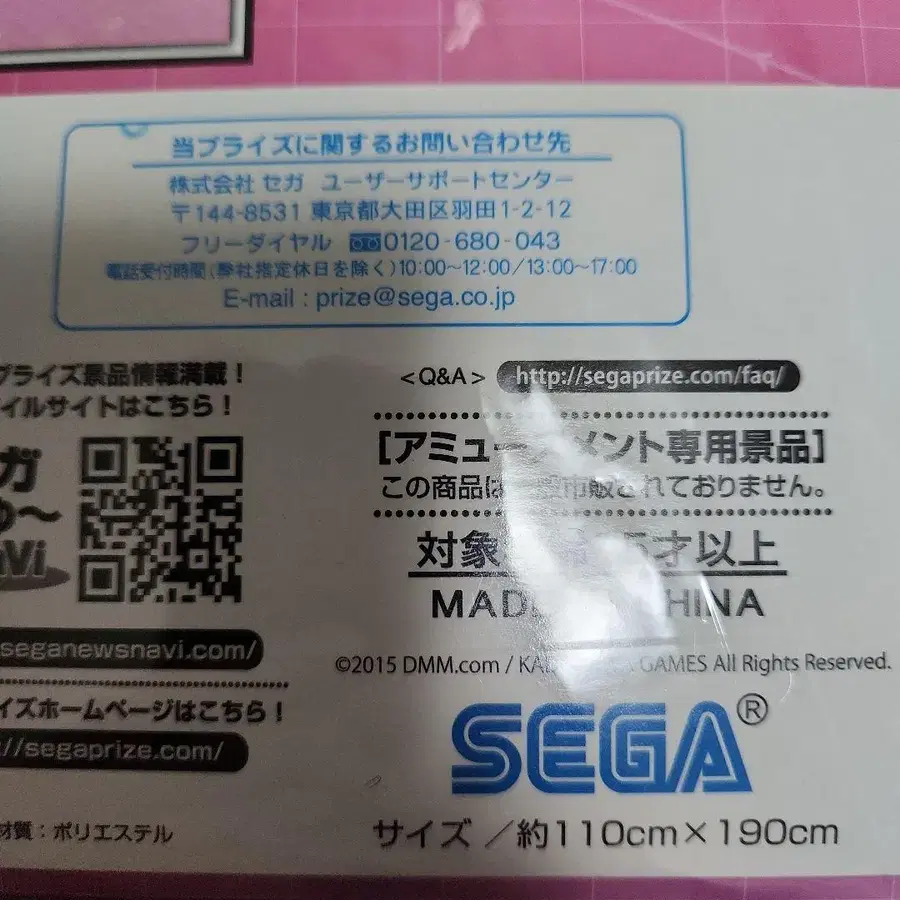 当プライズに関するお問い合わせ先
株式会社 セガ ユーザーサポートセンター
〒144-8531 東京都大田区羽田1-2-12
フリーダイヤル 0120-680-043
電話受付時間(弊社指定休日を除く)10:00～12:00/13:00～17:00
E-mail : prize@sega.co.jp
プライズ景品情報満載!
イルサイトはこちら!
ガ
め～
aVi
seganewsnavi.com/
イズホームページはこちら!
//segaprize.com/
材質:ポリエステル
<Q&A> http://segaprize.com/faq/
[アミュー メント専用景品]
この商品は 市販されておりません。
対象 5才以上
MADE HINA
©2015 DMM.com / KA GAMES All Rights Reserved.
SEGA®
サイズ /約110cm×190cm